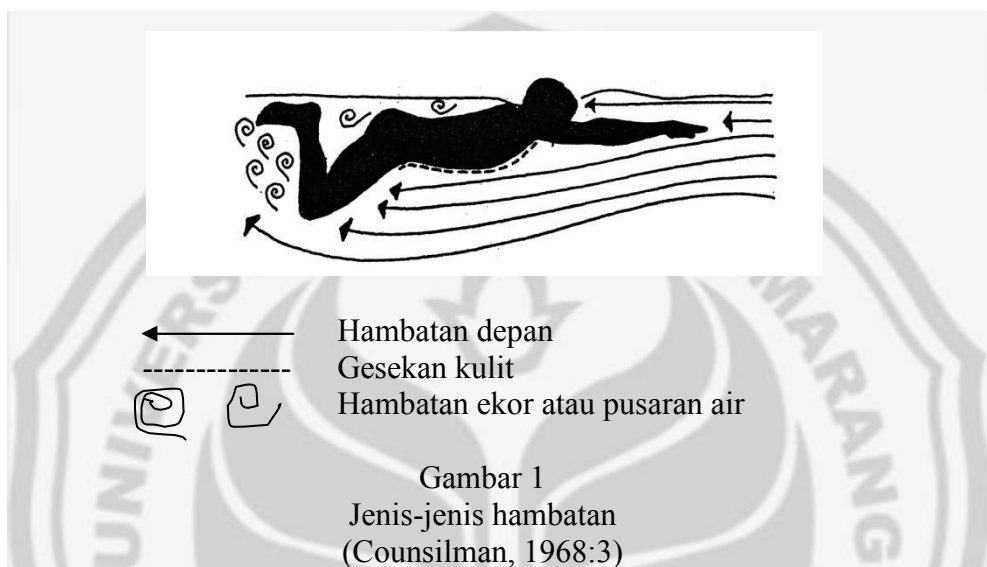 Hambatan depan
Gesekan kulit
Hambatan ekor atau pusaran air
Gambar 1
Jenis-jenis hambatan
(Counsilman, 1968:3)